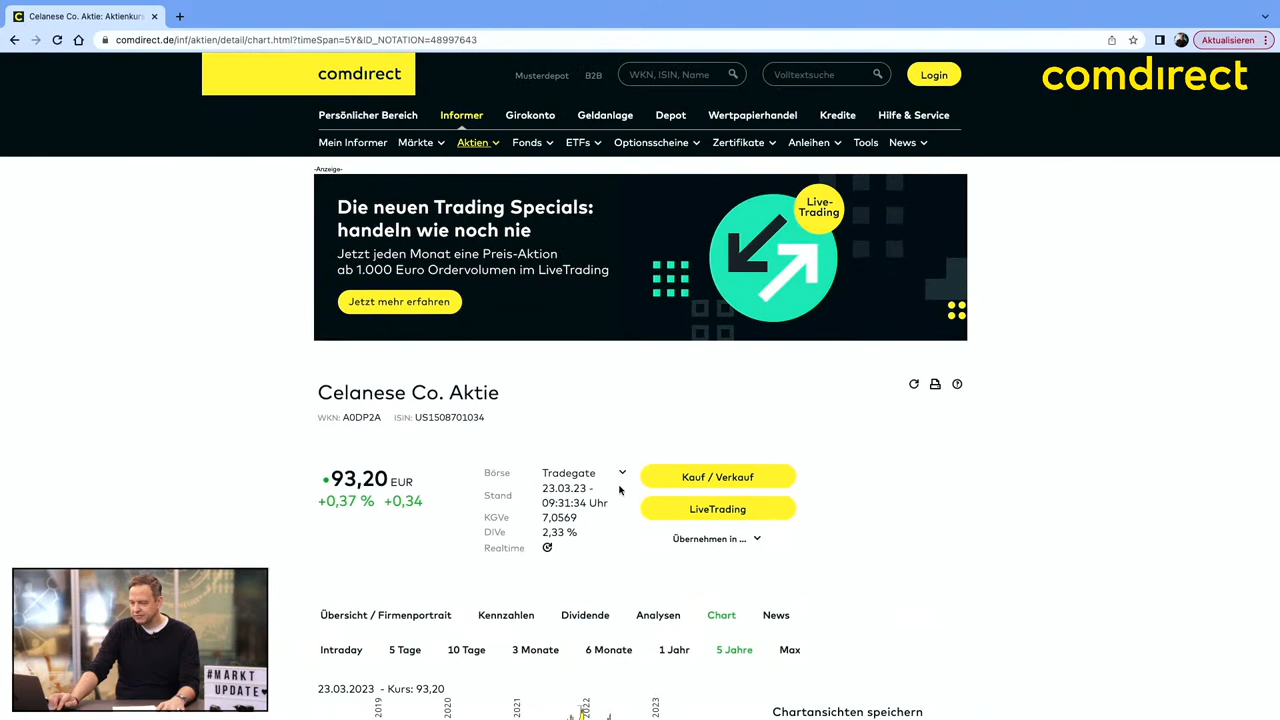 Celanese Co. Aktie: Aktienkurs
comdirect.de/inf/aktien/detail/chart.html?timeSpan=5Y&ID_NOTATION=48997643
Aktualisieren
comdirect
Musterdepot B2B WKN, ISIN, Name Volltextsuche Login
comdirect
Persönlicher Bereich Informer Girokonto Geldanlage Depot Wertpapierhandel Kredite Hilfe & Service
Mein Informer Märkte Aktien Fonds ETFs Optionsscheine Zertifikate Anleihen Tools News
-Anzeige-
Die neuen Trading Specials:
handeln wie noch nie
Jetzt jeden Monat eine Preis-Aktion
ab 1.000 Euro Ordervolumen im LiveTrading
Jetzt mehr erfahren
Live-
Trading
Celanese Co. Aktie
WKN: A0DP2A ISIN: US1508701034
93,20 EUR
+0,37 % +0,34
Börse Tradegate
Stand 23.03.23 -
09:31:34 Uhr
KGVe 7,0569
DIVe 2,33 %
Realtime
Kauf / Verkauf
LiveTrading
Übernehmen in ...
Übersicht / Firmenportrait Kennzahlen Dividende Analysen Chart News
Intraday 5 Tage 10 Tage 3 Monate 6 Monate 1 Jahr 5 Jahre Max
23.03.2023 - Kurs: 93,20
2019 2020 2021 2022 2023
Chartansichten speichern
#MARKT
UPDATE